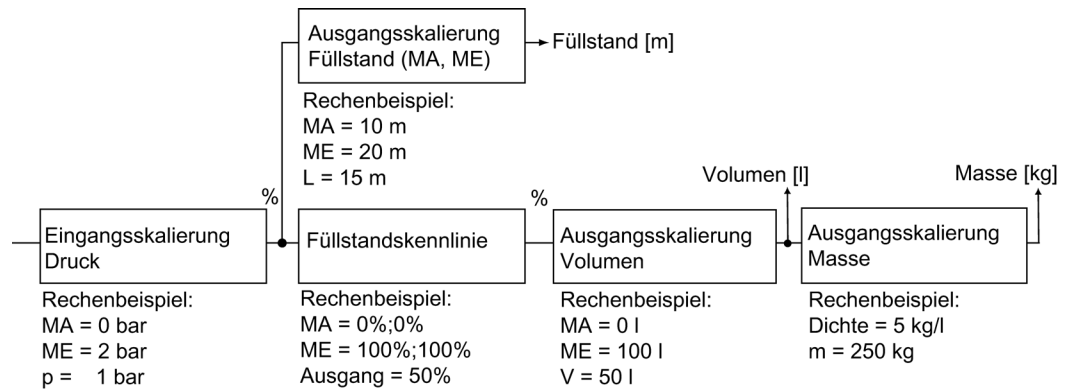 Ausgangsskalierung
Füllstand (MA, ME)
Füllstand [m]
Rechenbeispiel:
MA = 10 m
ME = 20 m
L = 15 m
%
Eingangsskalierung
Druck
Rechenbeispiel:
MA = 0 bar
ME = 2 bar
p = 1 bar
Füllstandskennlinie
Rechenbeispiel:
MA = 0%;0%
ME = 100%;100%
Ausgang = 50%
%
Ausgangsskalierung
Volumen
Rechenbeispiel:
MA = 0 l
ME = 100 l
V = 50 l
Volumen [l]
Ausgangsskalierung
Masse
Rechenbeispiel:
Dichte = 5 kg/l
m = 250 kg
Masse [kg]